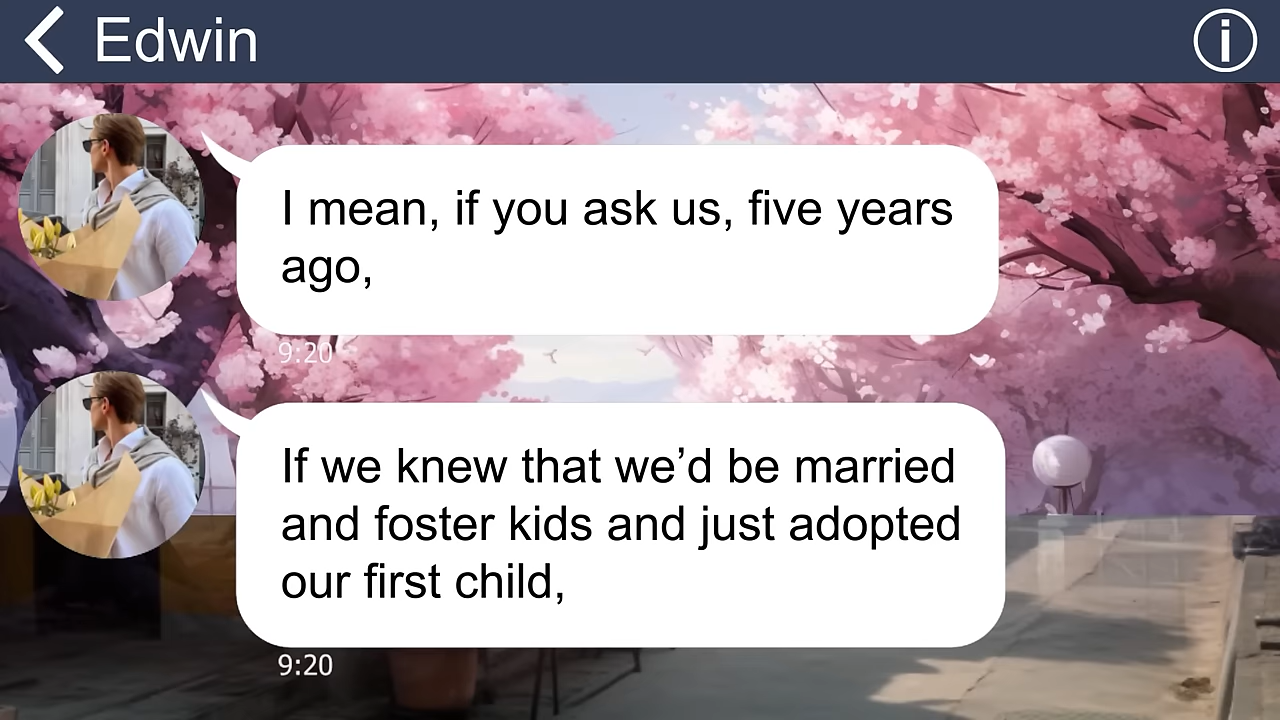 Edwin
I mean, if you ask us, five years
ago,
9:20
If we knew that we’d be married
and foster kids and just adopted
our first child,
9:20